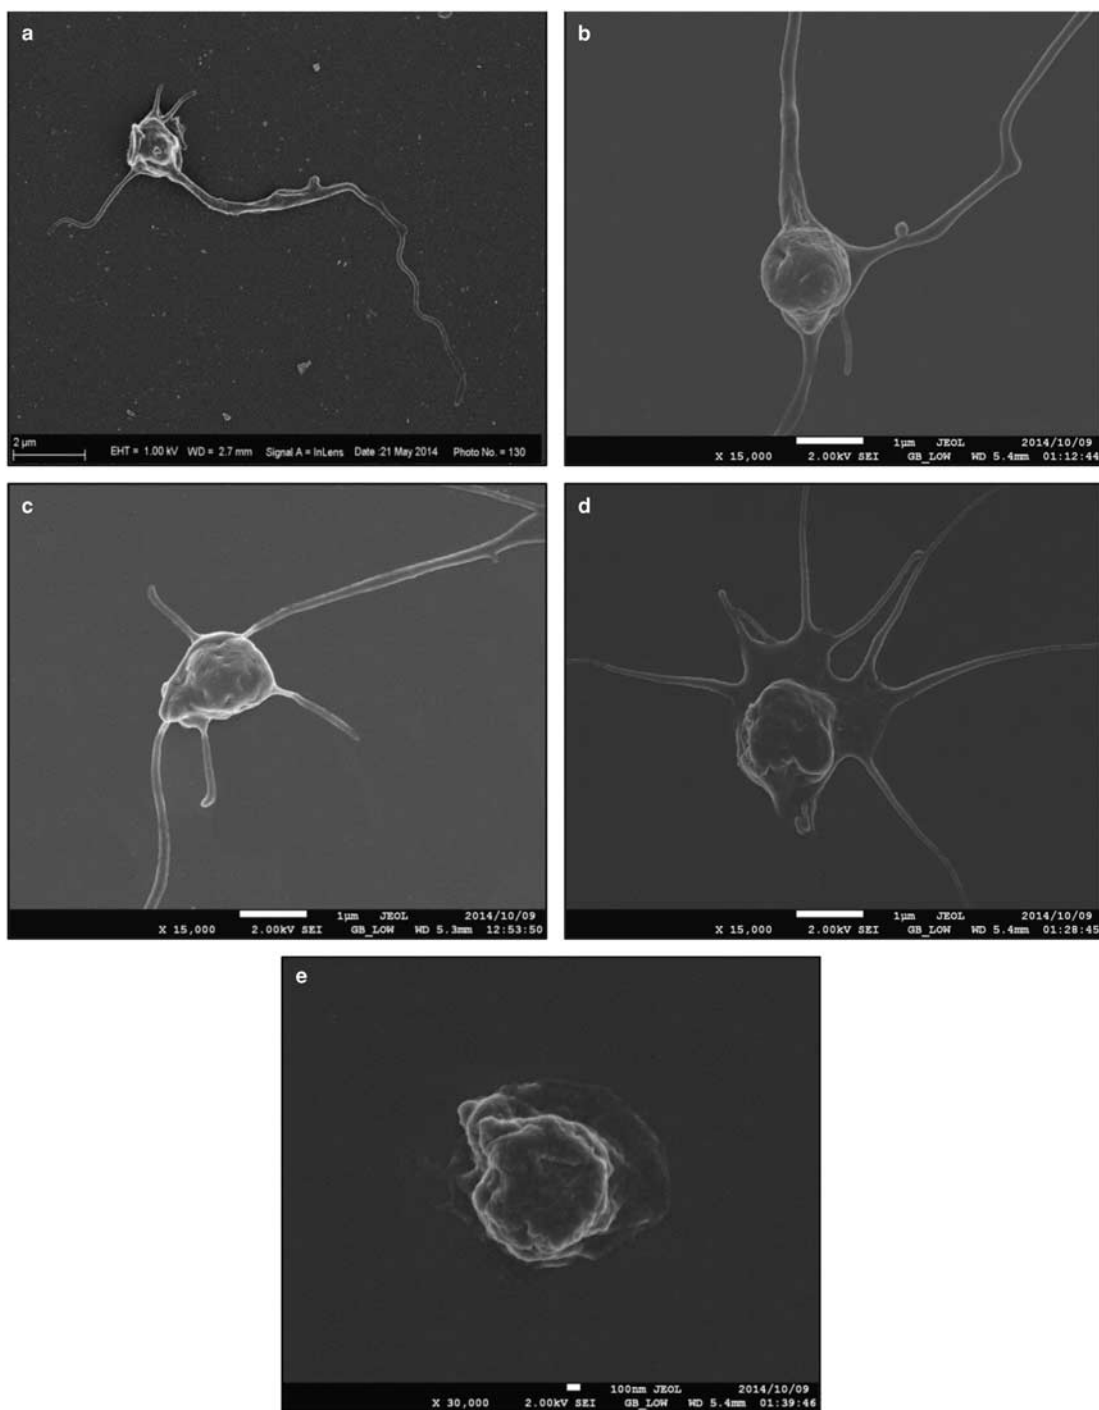 a
2 µm
EHT = 1.00 kV WD = 2.7 mm Signal A = InLens Date :21 May 2014 Photo No. = 130
b
1µm JEOL 2014/10/09
X 15,000 2.00kV SEI GB_LOW WD 5.4mm 01:12:44
c
1µm JEOL 2014/10/09
X 15,000 2.00kV SEI GB_LOW WD 5.3mm 12:53:50
d
1µm JEOL 2014/10/09
X 15,000 2.00kV SEI GB_LOW WD 5.4mm 01:28:45
e
100nm JEOL 2014/10/09
X 30,000 2.00kV SEI GB_LOW WD 5.4mm 01:39:46